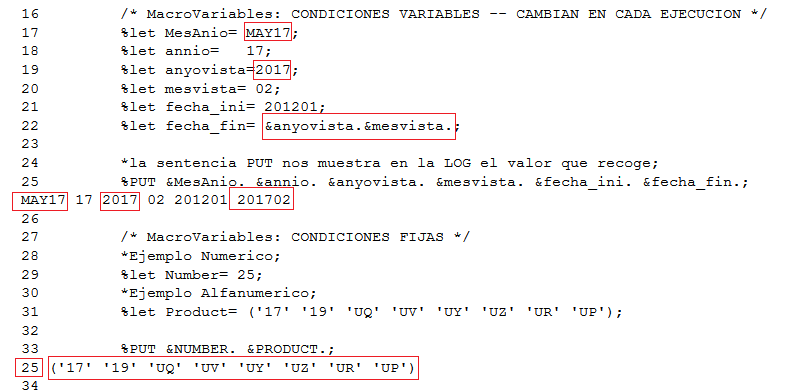 16 /* MacroVariables: CONDICIONES VARIABLES -- CAMBIAN EN CADA EJECUCION */
17 %let MesAnio= MAY17;
18 %let annio= 17;
19 %let anyovista=2017;
20 %let mesvista= 02;
21 %let fecha_ini= 201201;
22 %let fecha_fin= &anyovista.&mesvista.;
23
24 *la sentencia PUT nos muestra en la LOG el valor que recoge;
25 %PUT &MesAnio. &annio. &anyovista. &mesvista. &fecha_ini. &fecha_fin.;
MAY17 17 2017 02 201201 201702
26
27 /* MacroVariables: CONDICIONES FIJAS */
28 *Ejemplo Numerico;
29 %let Number= 25;
30 *Ejemplo Alfanumerico;
31 %let Product= ('17' '19' 'UQ' 'UV' 'UY' 'UZ' 'UR' 'UP');
32
33 %PUT &NUMBER. &PRODUCT.;
25 ('17' '19' 'UQ' 'UV' 'UY' 'UZ' 'UR' 'UP')
34